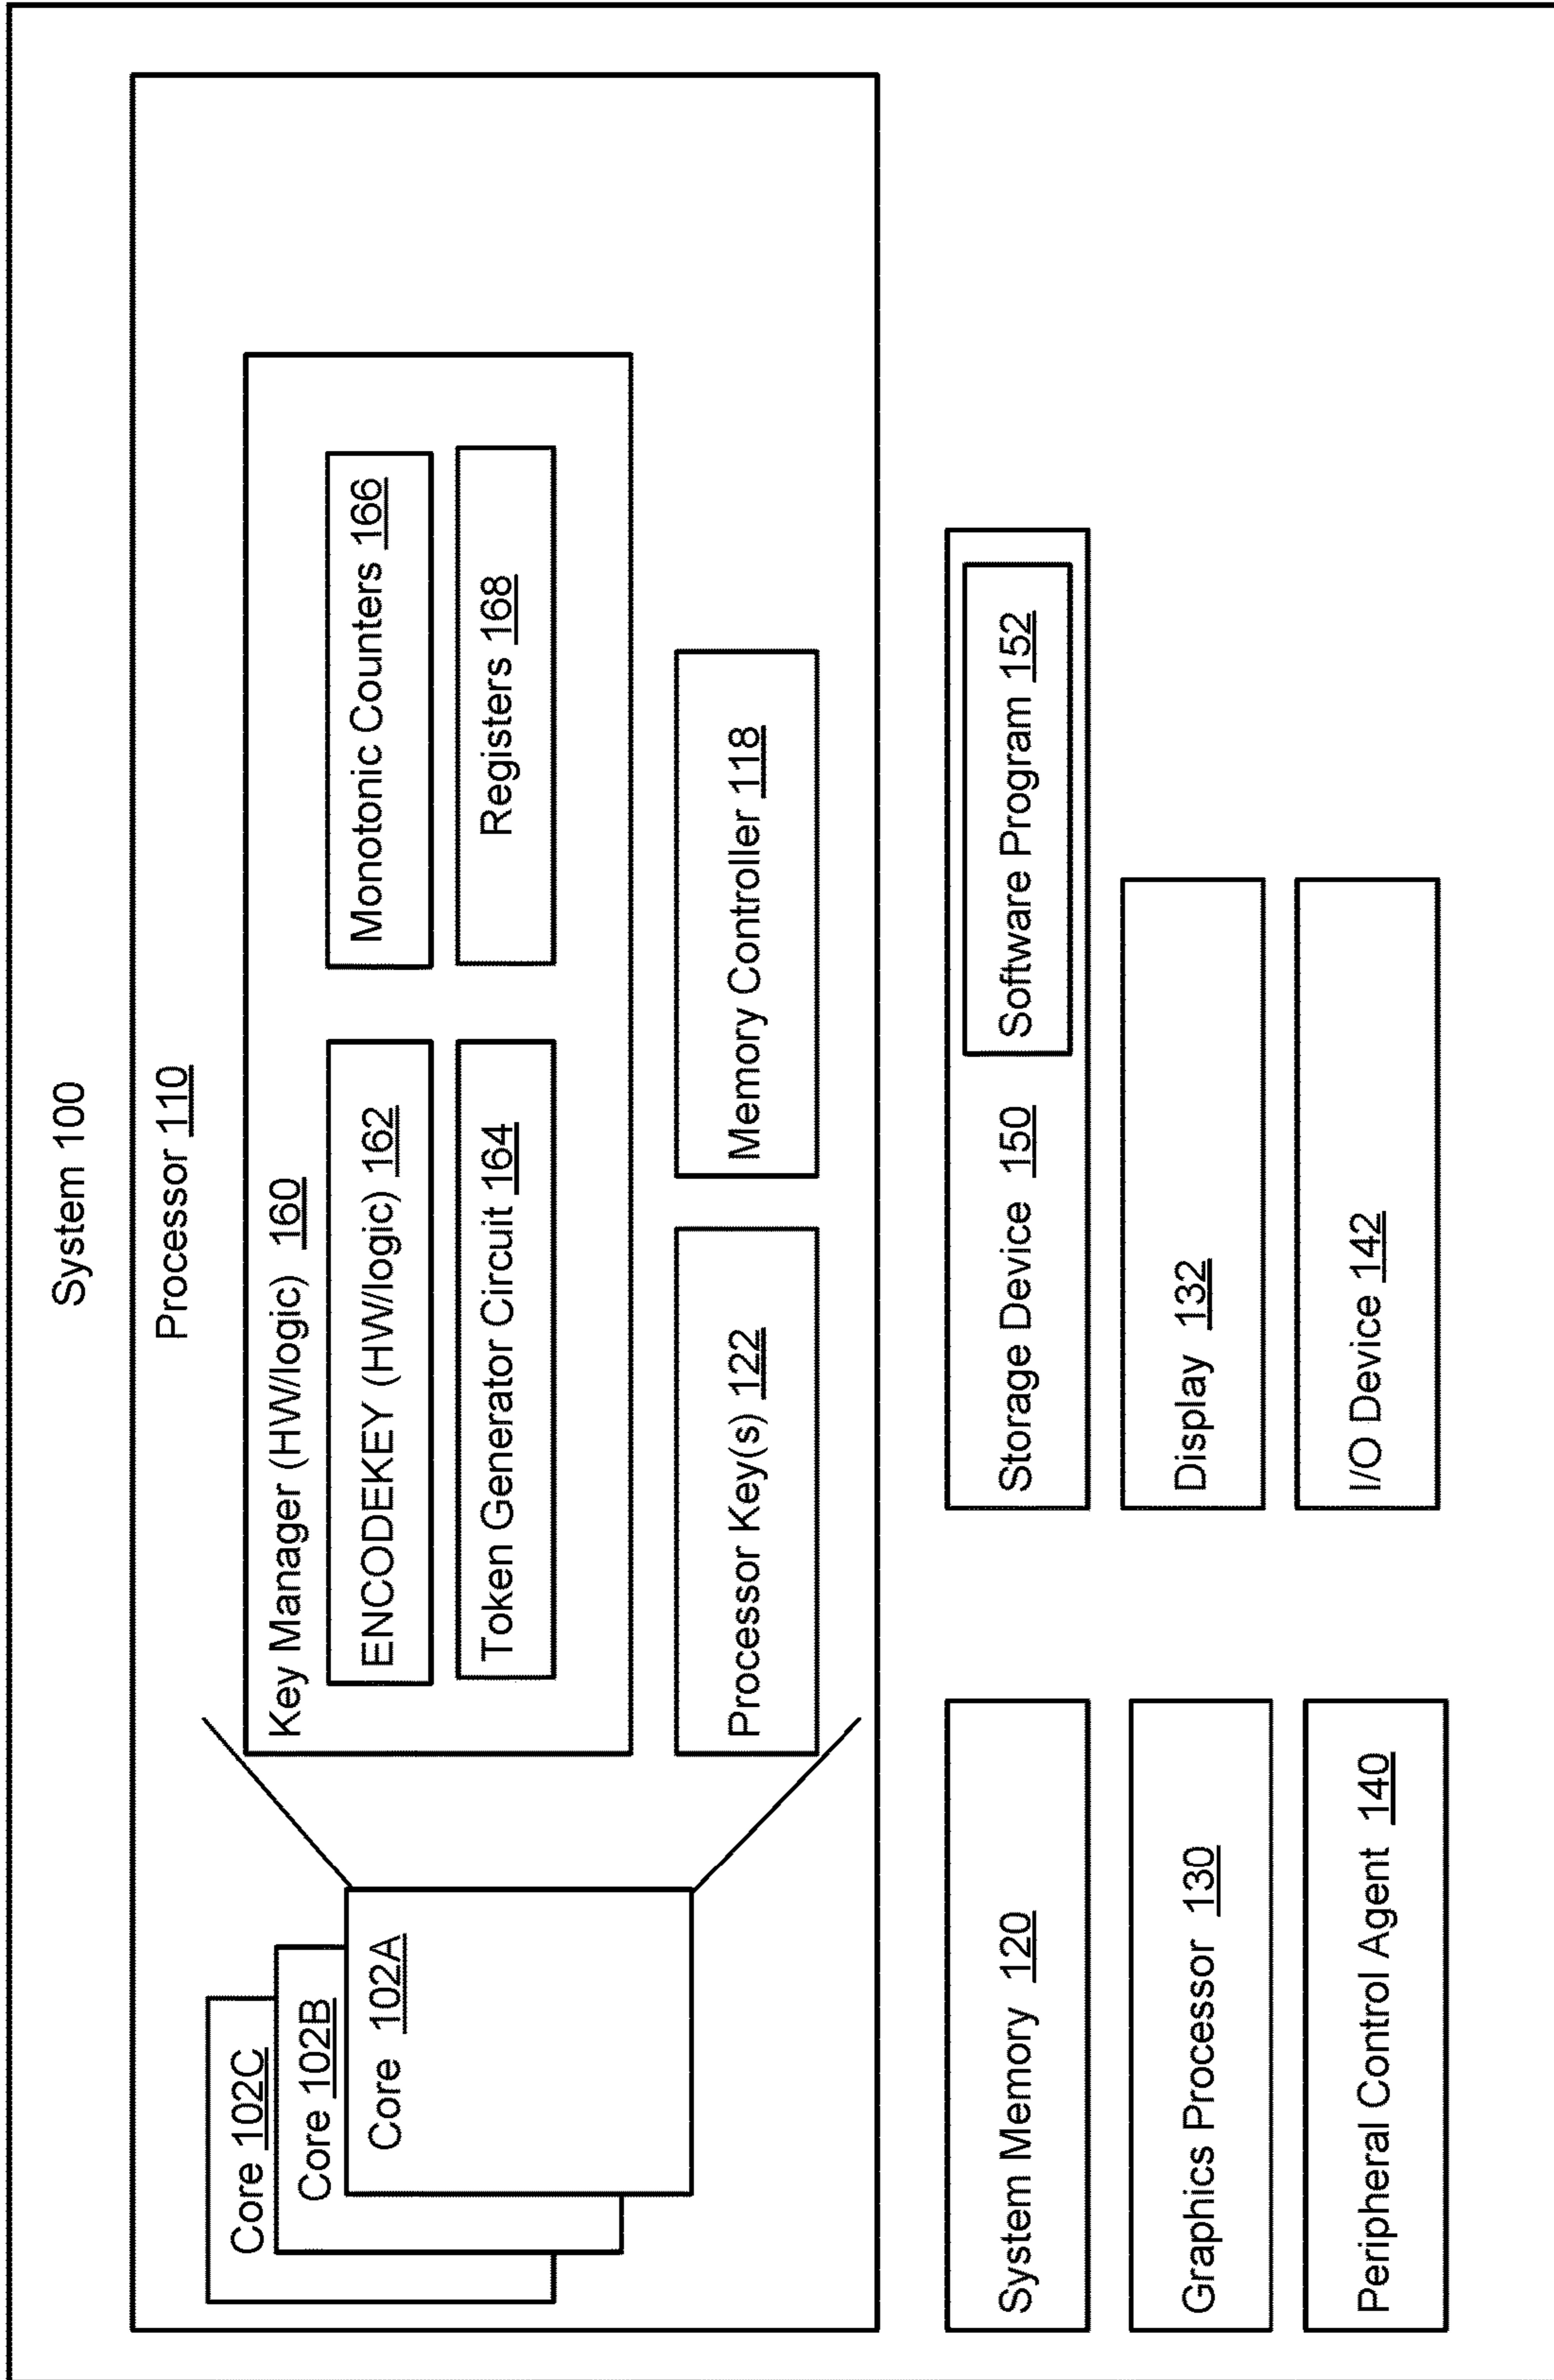 System 100
Processor 110
Core 102C
Core 102B
Core 102A
Key Manager (HW/logic) 160
ENCODEKEY (HW/logic) 162
Monotonic Counters 166
Token Generator Circuit 164
Registers 168
Processor Key(s) 122
Memory Controller 118
System Memory 120
Storage Device 150
Software Program 152
Graphics Processor 130
Display 132
Peripheral Control Agent 140
I/O Device 142